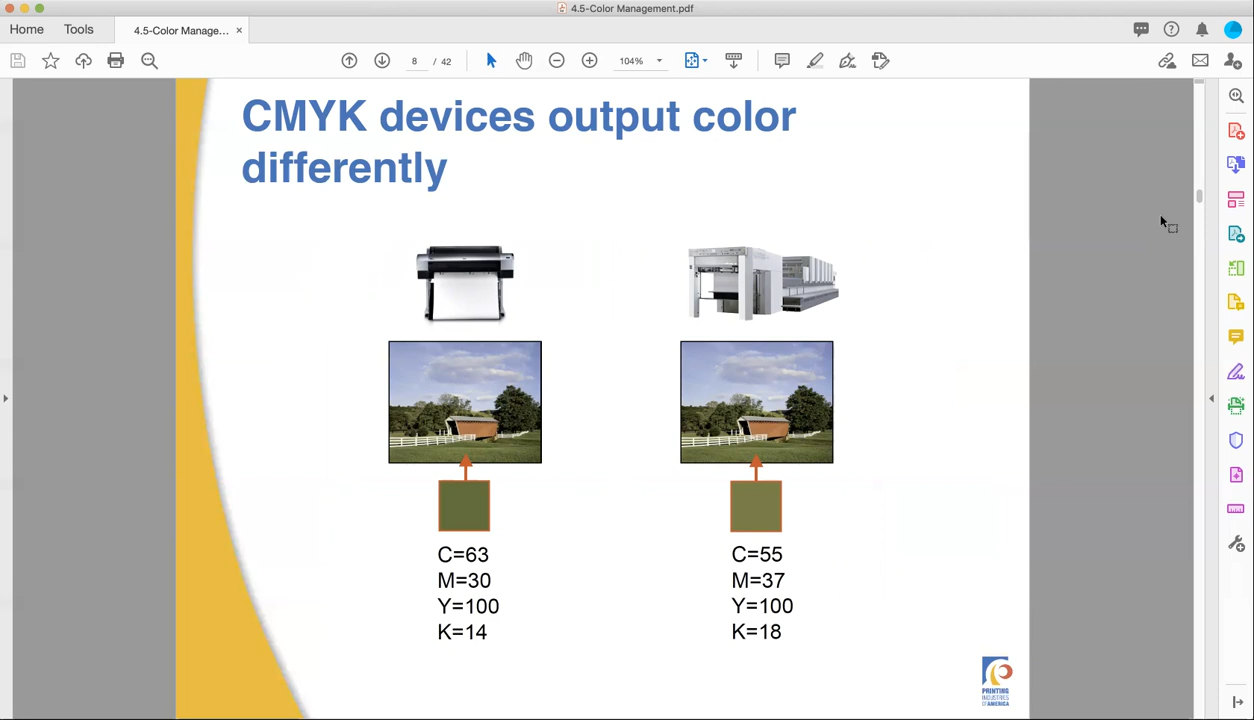 4.5-Color Management.pdf
Home
Tools
4.5-Color Manage...
8 / 42
104%
CMYK devices output color
differently
C=63
M=30
Y=100
K=14
C=55
M=37
Y=100
K=18
PRINTING
INDUSTRIES
OF AMERICA